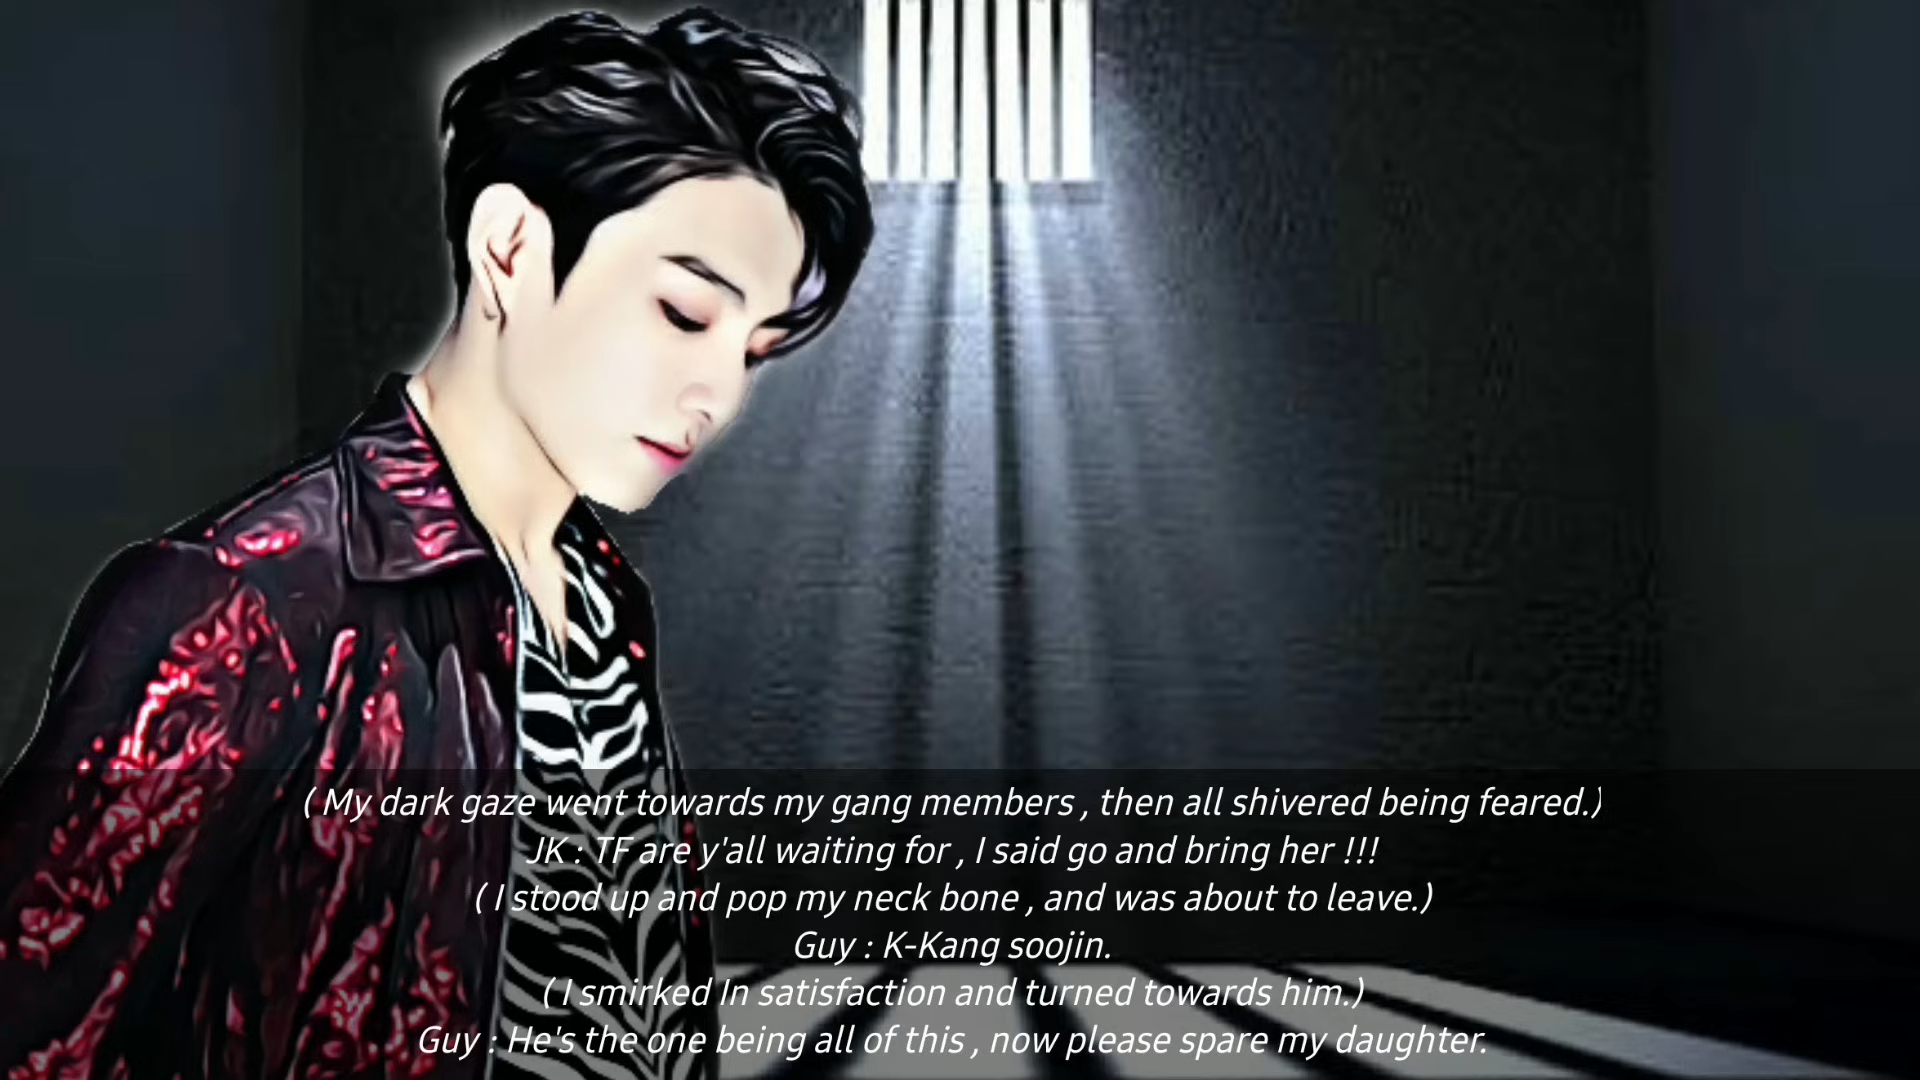 ( My dark gaze went towards my gang members , then all shivered being feared.)
JK : TF are y'all waiting for , I said go and bring her !!!
( I stood up and pop my neck bone , and was about to leave.)
Guy : K-Kang soojin.
( I smirked In satisfaction and turned towards him.)
Guy : He's the one being all of this , now please spare my daughter.